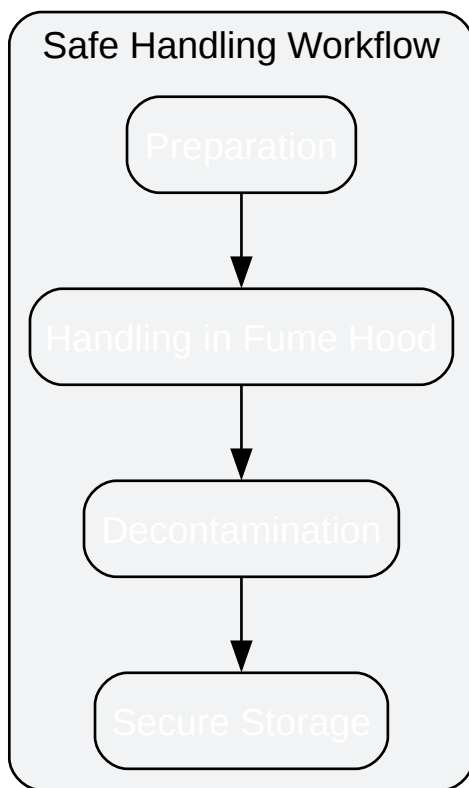 Safe Handling Workflow
Preparation
Handling in Fume Hood
Decontamination
Secure Storage